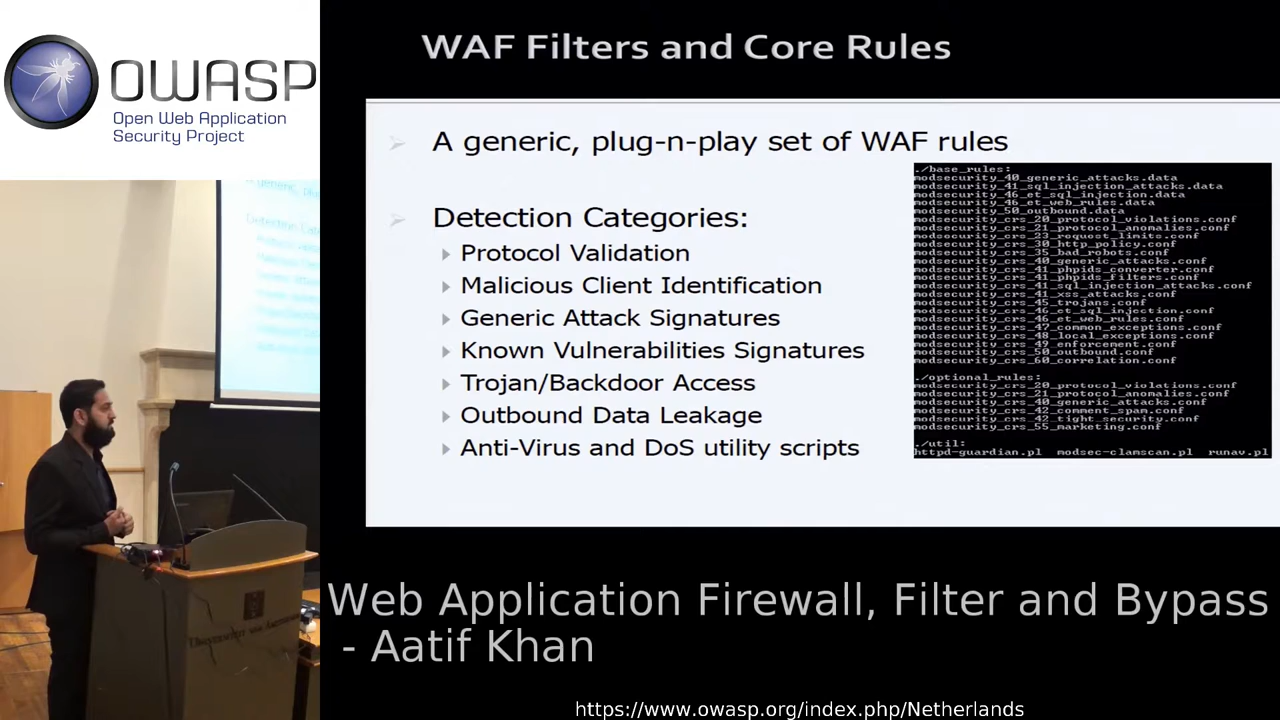 OWASP
Open Web Application
Security Project
WAF Filters and Core Rules
A generic, plug-n-play set of WAF rules
Detection Categories:
Protocol Validation
Malicious Client Identification
Generic Attack Signatures
Known Vulnerabilities Signatures
Trojan/Backdoor Access
Outbound Data Leakage
Anti-Virus and DoS utility scripts
./base_rules:
modsecurity_40_generic_attacks.data
modsecurity_41_sql_injection_attacks.data
modsecurity_46_et_sql_injection.data
modsecurity_46_et_web_rules.data
modsecurity_50_outbound.data
modsecurity_crs_20_protocol_violations.conf
modsecurity_crs_21_protocol_anomalies.conf
modsecurity_crs_23_request_limits.conf
modsecurity_crs_30_http_policy.conf
modsecurity_crs_35_bad_robots.conf
modsecurity_crs_40_generic_attacks.conf
modsecurity_crs_41_phpids_converter.conf
modsecurity_crs_41_phpids_filters.conf
modsecurity_crs_41_sql_injection_attacks.conf
modsecurity_crs_41_xss_attacks.conf
modsecurity_crs_45_trojans.conf
modsecurity_crs_46_et_sql_injection.conf
modsecurity_crs_46_et_web_rules.conf
modsecurity_crs_47_common_exceptions.conf
modsecurity_crs_48_local_exceptions.conf
modsecurity_crs_49_enforcement.conf
modsecurity_crs_50_outbound.conf
modsecurity_crs_60_correlation.conf
./optional_rules:
modsecurity_crs_20_protocol_violations.conf
modsecurity_crs_21_protocol_anomalies.conf
modsecurity_crs_40_generic_attacks.conf
modsecurity_crs_42_comment_spam.conf
modsecurity_crs_42_tight_security.conf
modsecurity_crs_55_marketing.conf
./util:
httpd-guardian.pl modsec-clamscan.pl runav.pl
Web Application Firewall, Filter and Bypass
- Aatif Khan
https://www.owasp.org/index.php/Netherlands